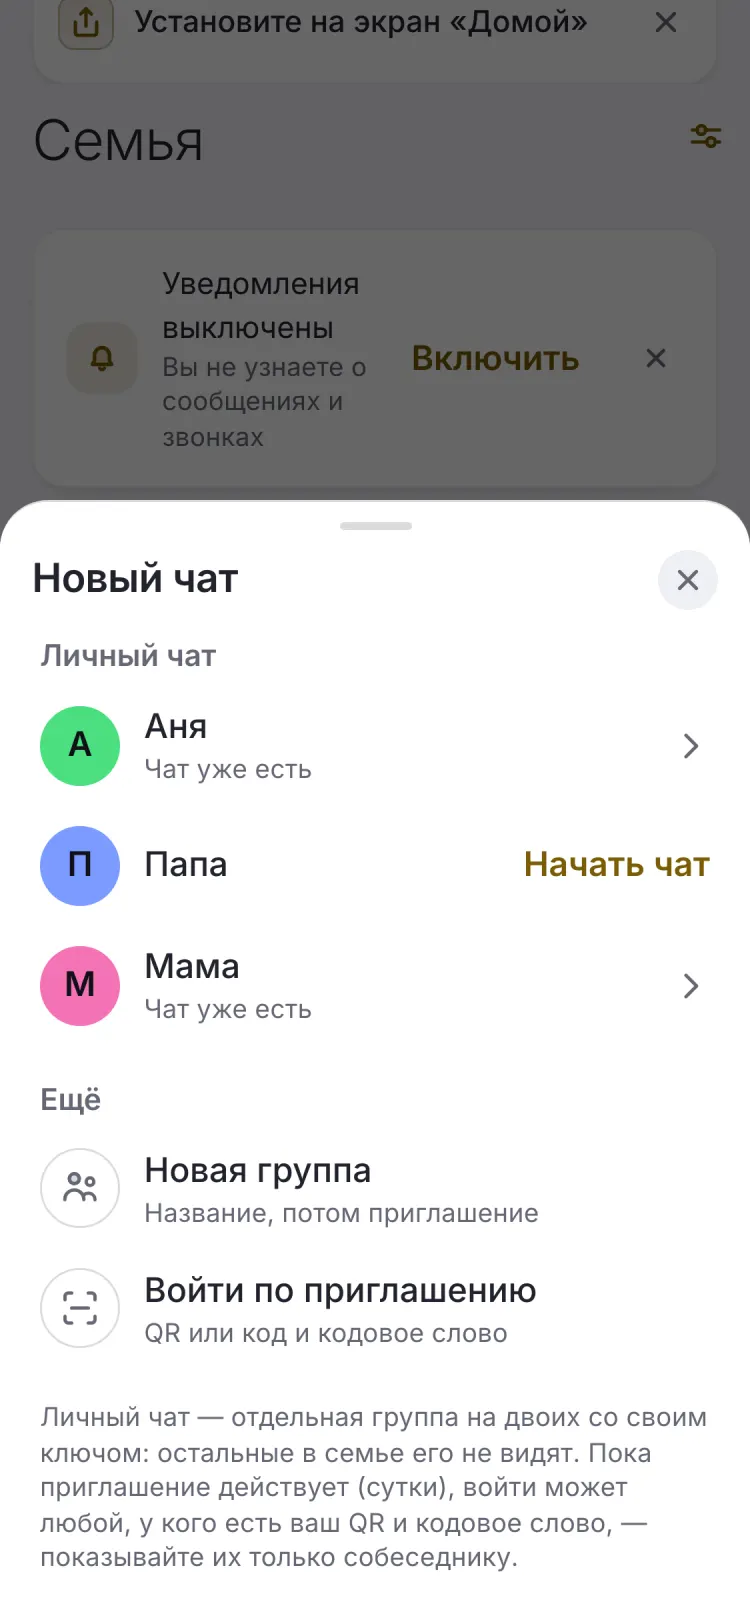 Установите на экран «Домой»
Семья
Уведомления
выключены
Вы не узнаете о
сообщениях и
звонках
Включить
Новый чат
Личный чат
А
Аня
Чат уже есть
П
Папа
Начать чат
М
Мама
Чат уже есть
Ещё
Новая группа
Название, потом приглашение
Войти по приглашению
QR или код и кодовое слово
Личный чат — отдельная группа на двоих со своим
ключом: остальные в семье его не видят. Пока
приглашение действует (сутки), войти может
любой, у кого есть ваш QR и кодовое слово, —
показывайте их только собеседнику.